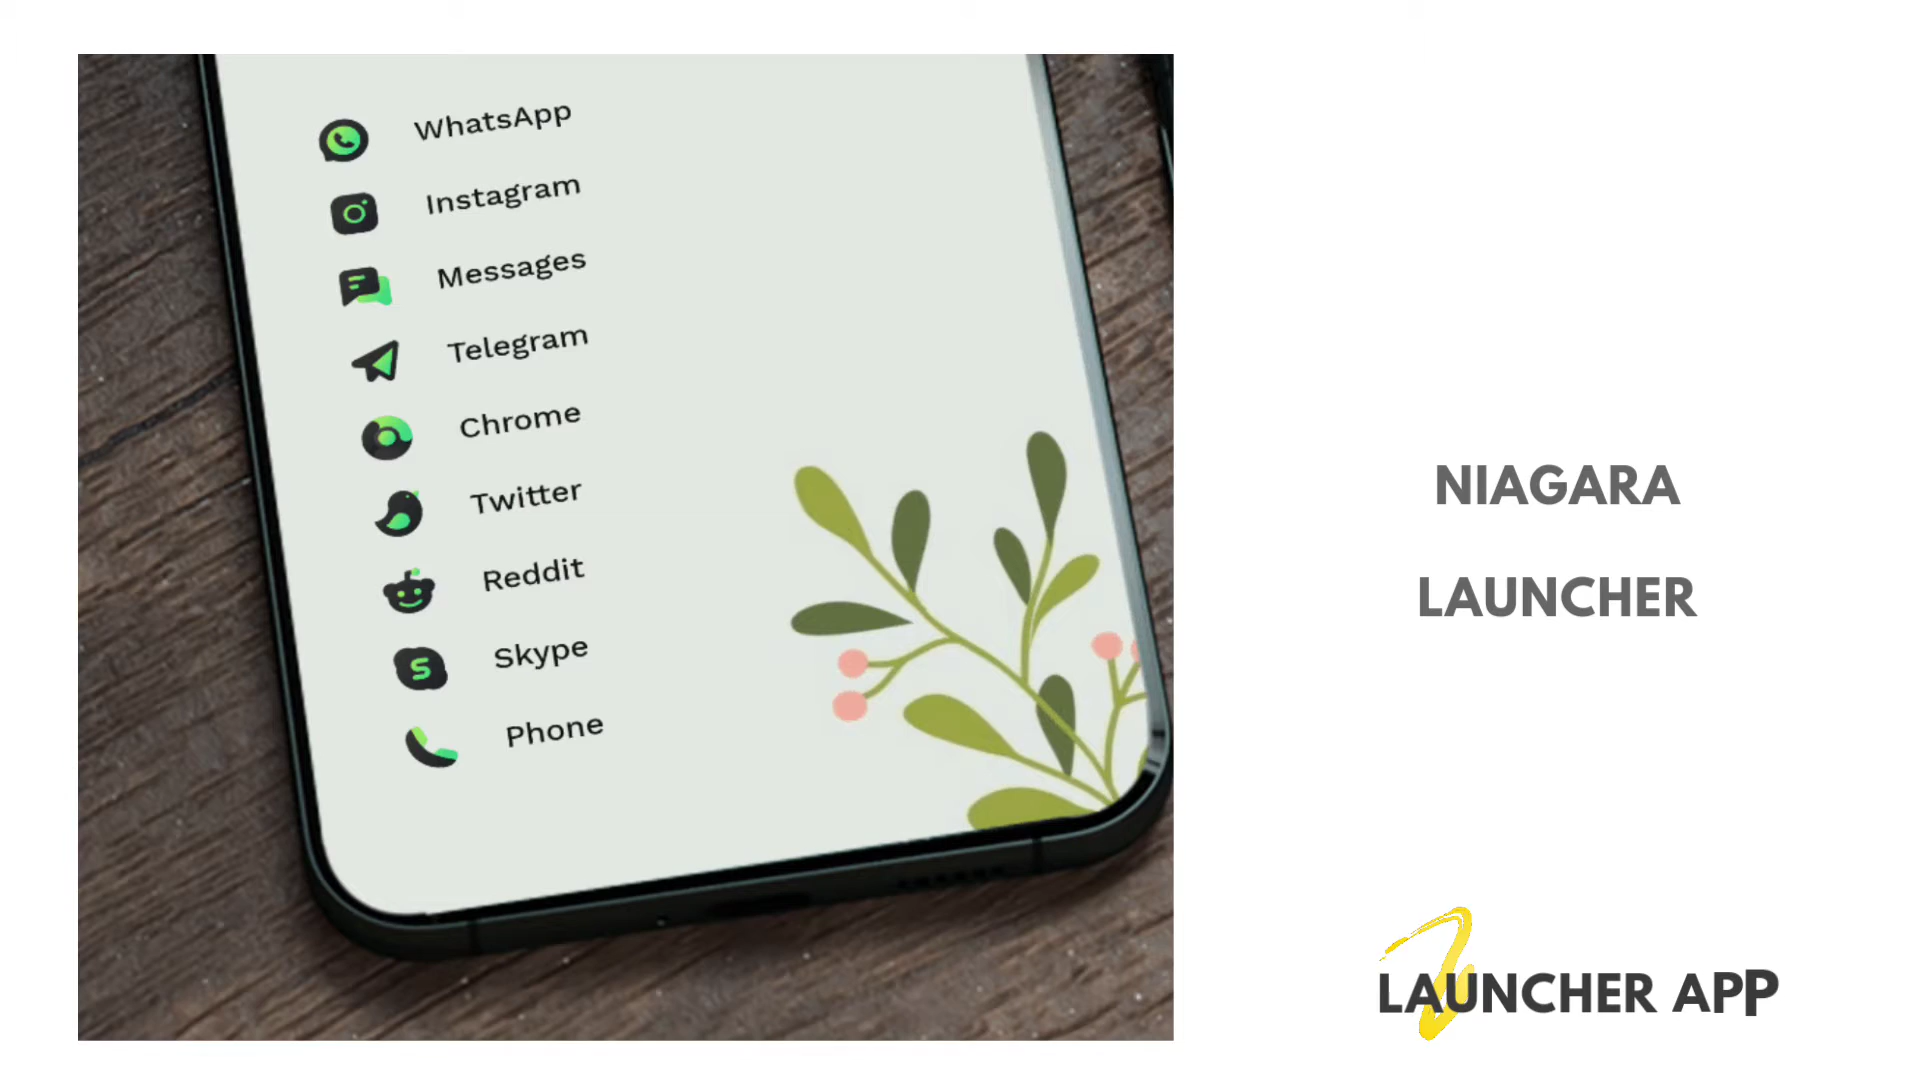 WhatsApp
Instagram
Messages
Telegram
Chrome
Twitter
Reddit
Skype
Phone
NIAGARA
LAUNCHER
LAUNCHER APP